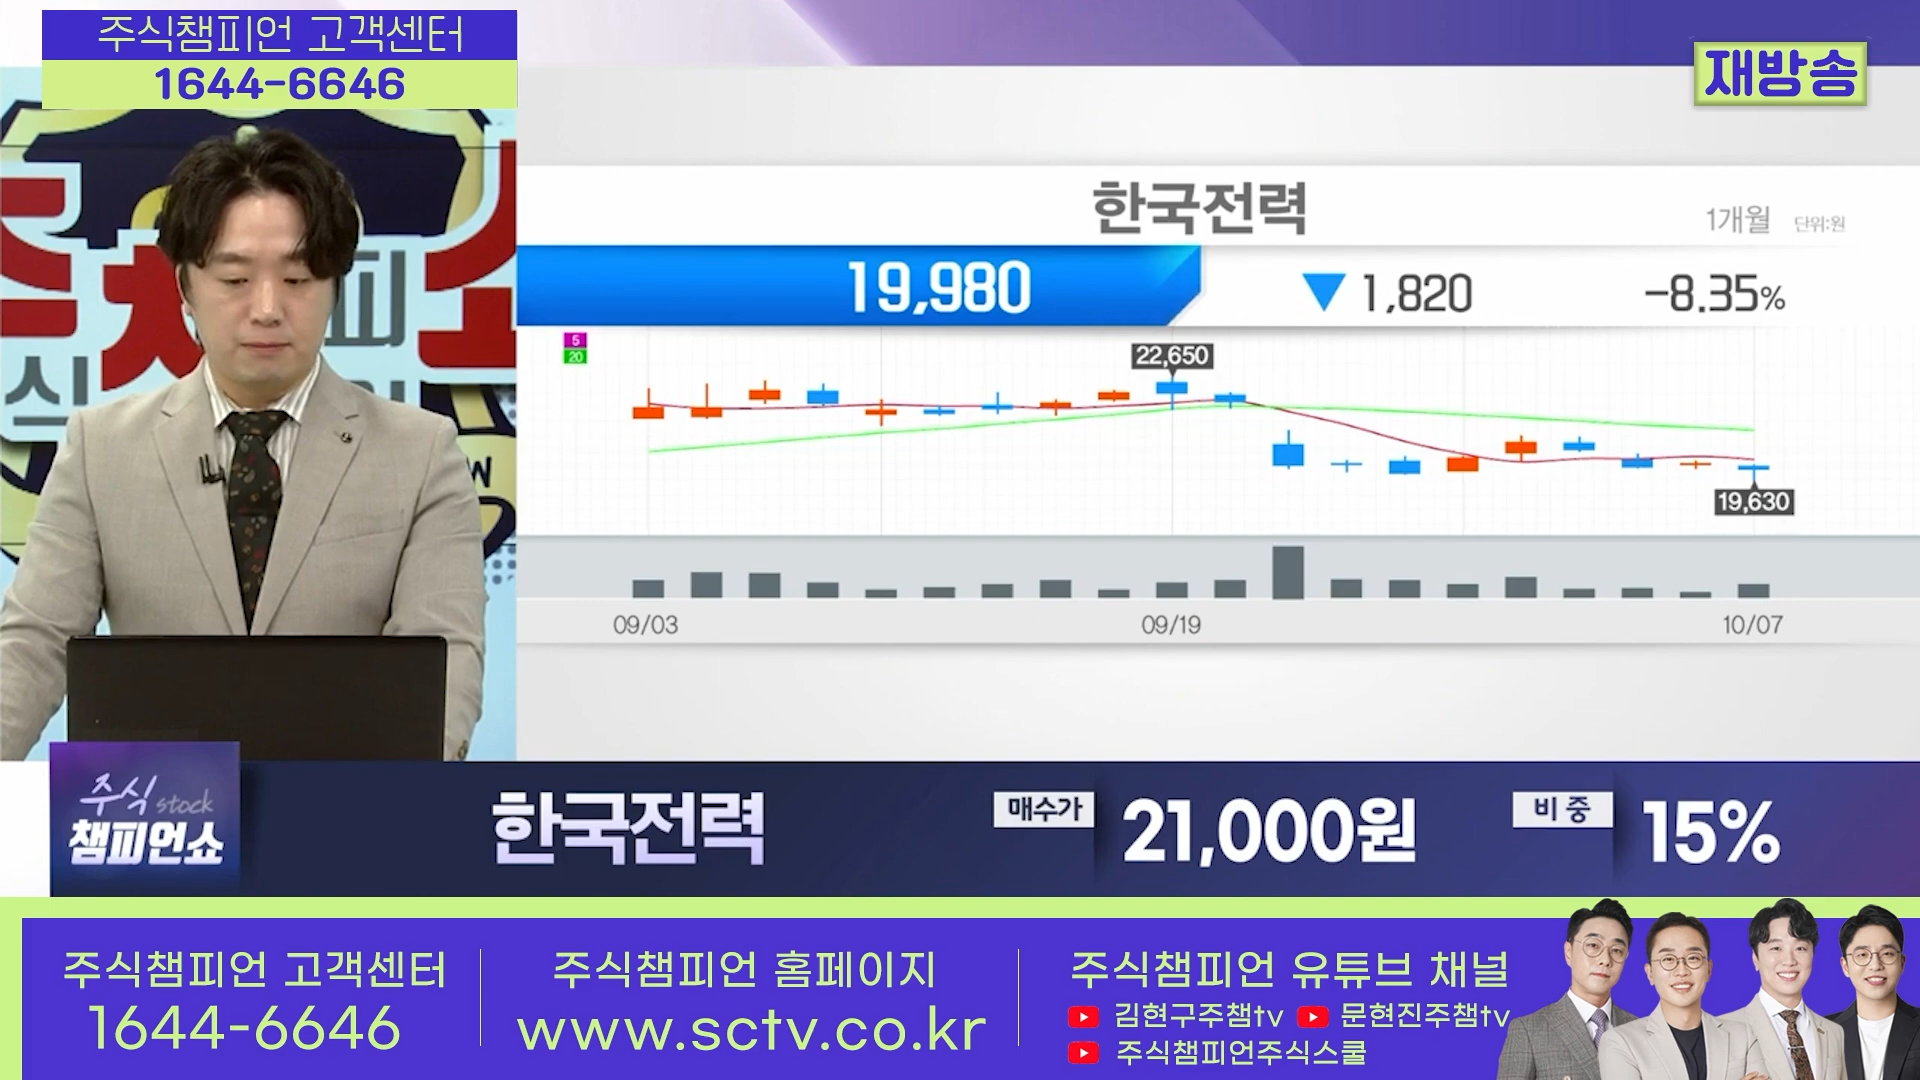 주식챔피언 고객센터
1644-6646
재방송
한국전력
1개월 단위:원
19,980 ▼1,820 -8.35%
5
20
22,650
19,630
09/03 09/19 10/07
주식 stock
챔피언쇼
한국전력 매수가 21,000원 비중 15%
주식챔피언 고객센터
1644-6646
주식챔피언 홈페이지
www.sctv.co.kr
주식챔피언 유튜브 채널
김현구주챔tv 문현진주챔tv
주식챔피언주식스쿨